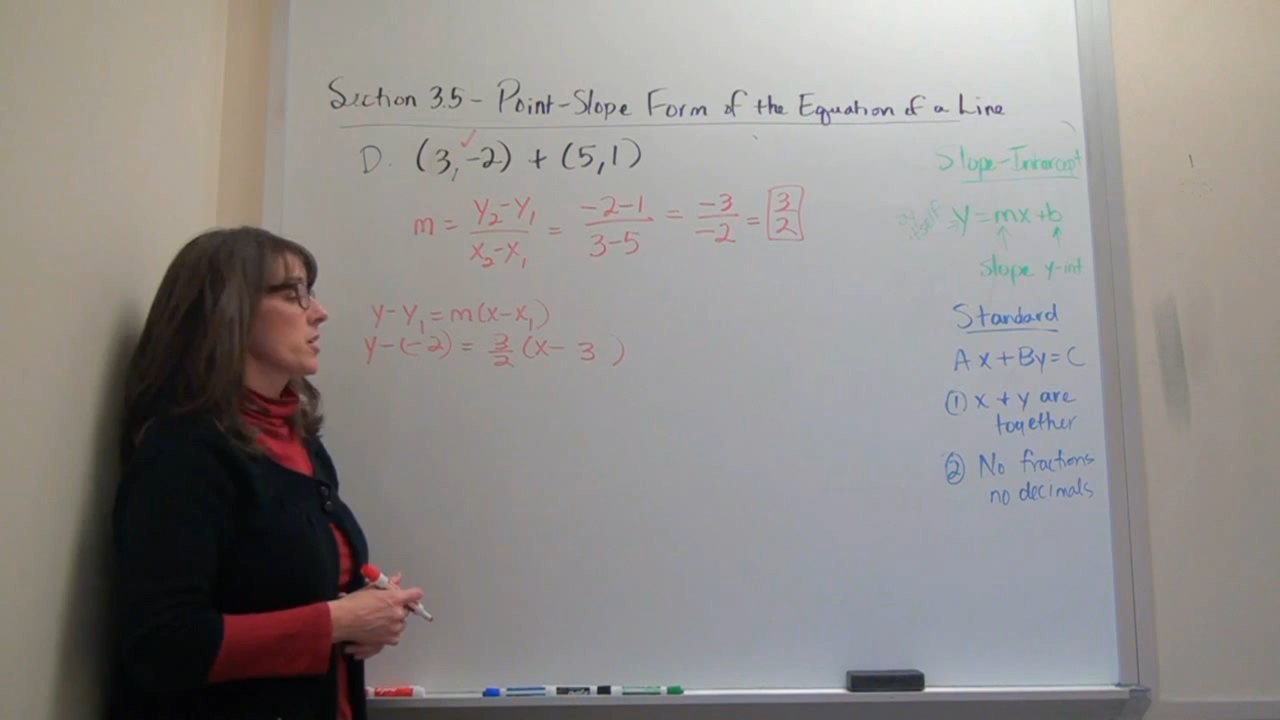 Section 3.5 - Point-Slope Form of the Equation of a Line
D. (3, -2) + (5, 1)
m = y₂-y₁/x₂-x₁ = -2-1/3-5 = -3/-2 = 3/2
y-y₁ = m(x-x₁)
y-(-2) = 3/2 (x- 3 )
Slope-Intercept
y = mx + b
slope y-int
Standard
Ax + By = C
① x + y are
together
② No fractions
no decimals